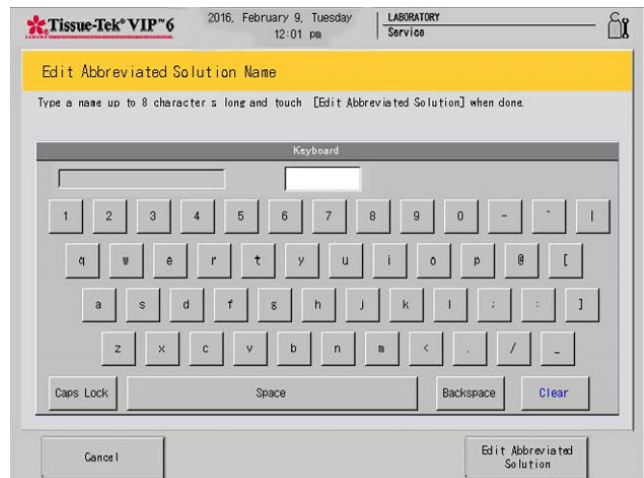 Tissue-Tek® VIP™6
2016, February 9, Tuesday
12:01 pm
LABORATORY
Service
Edit Abbreviated Solution Name
Type a name up to 8 character s long and touch [Edit Abbreviated Solution] when done.
Keyboard
1 2 3 4 5 6 7 8 9 0 - ^ |
q w e r t y u i o p @ [
a s d f g h j k l ; : ]
z x c v b n m < . / _
Caps Lock Space Backspace Clear
Cancel
Edit Abbreviated
Solution